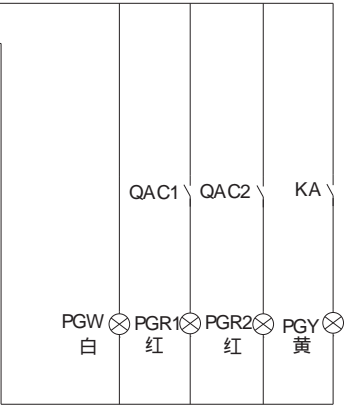 QAC1 QAC2 KA
PGW PGR1 PGR2 PGY
白 红 红 黄